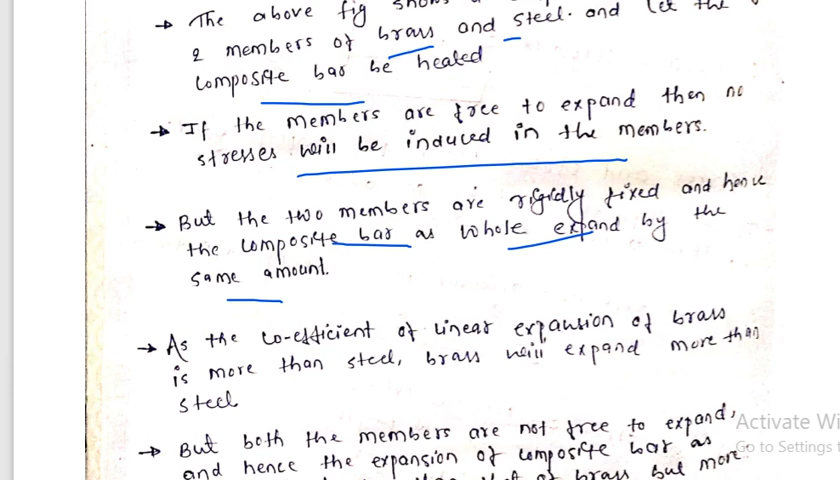 → The above fig shows
2 members of brass and steel. and let the
composite bar be heated
→ If the members are free to expand then no
stresses will be induced in the members.
→ But the two members are rigidly fixed and hence
the composite bar as whole expand by the
same amount.
→ As the co-efficient of linear expansion of brass
is more than steel, brass will expand more than
steel
→ But both the members are not free to expand,
and hence the expansion of composite bar as
of brass but more
Activate Wi
Go to Settings t